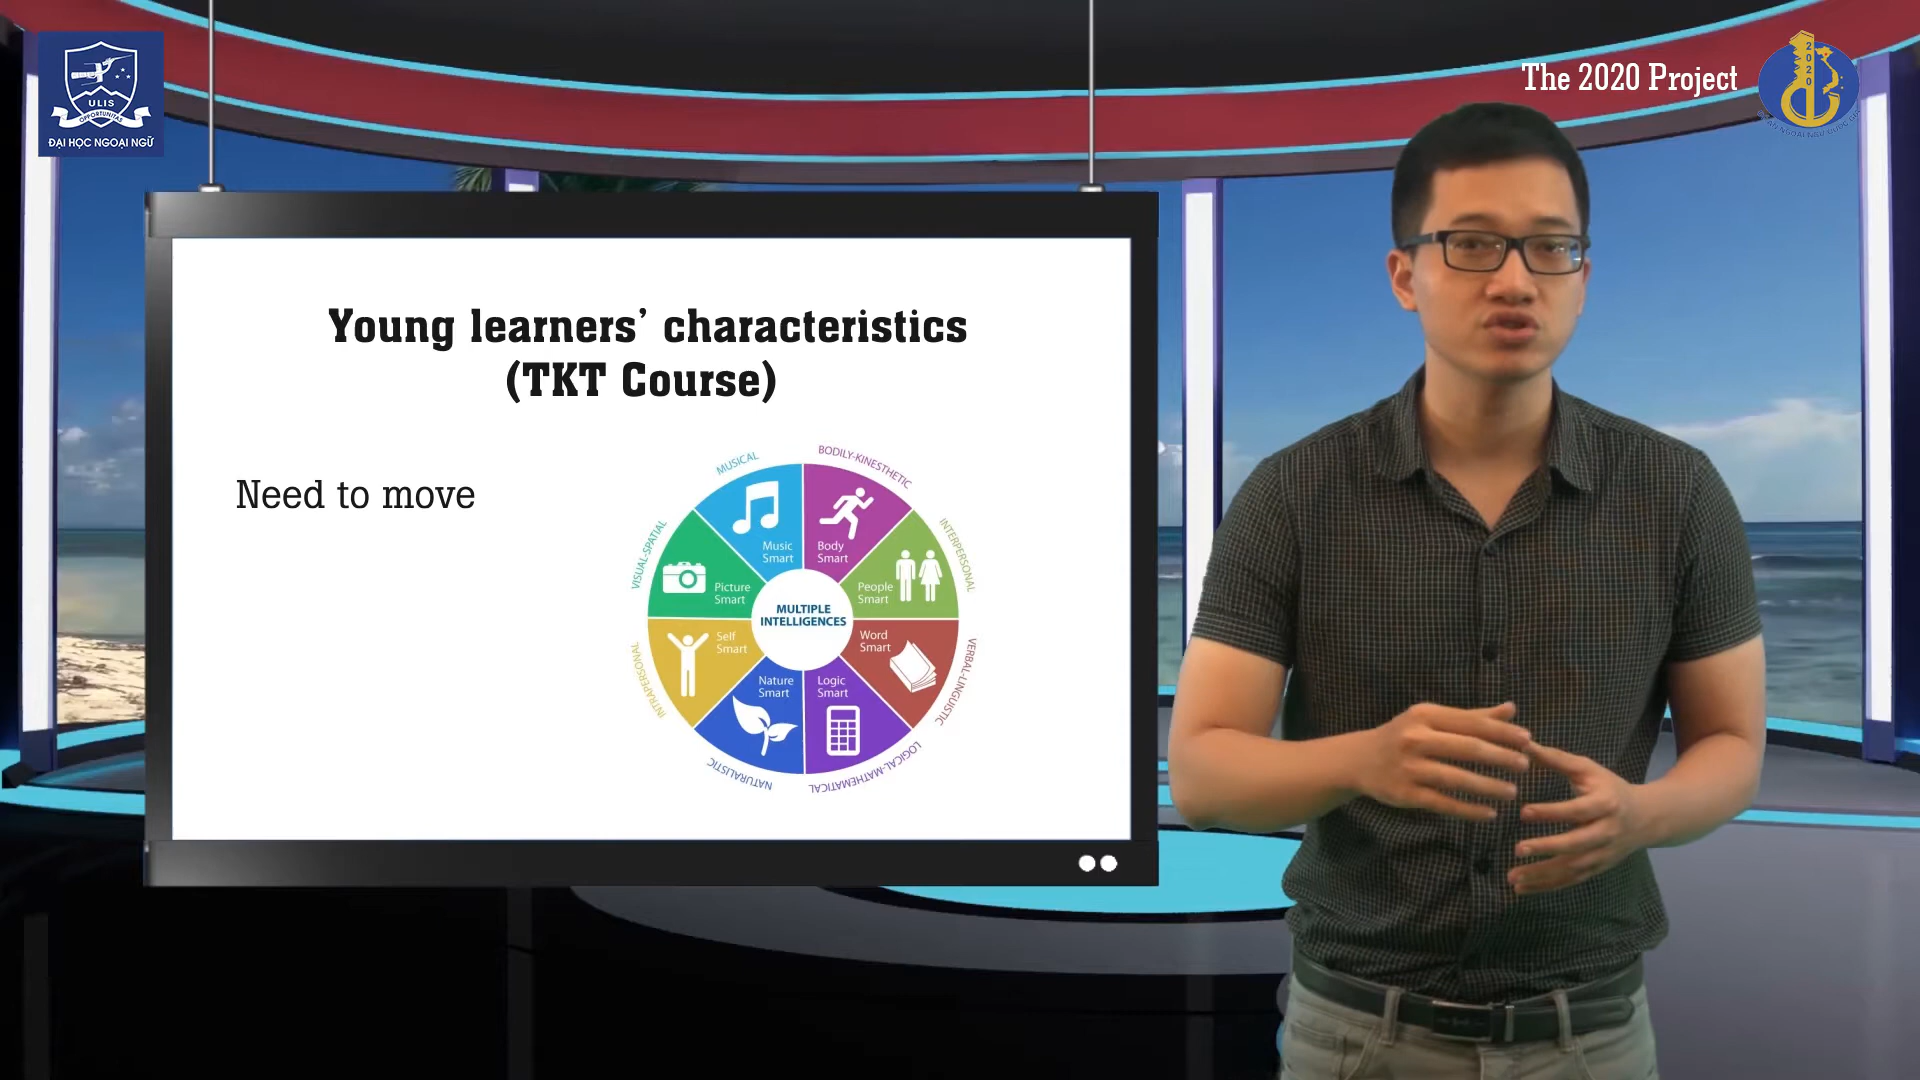 ULIS
OPPORTUNITAS
ĐẠI HỌC NGOẠI NGỮ
The 2020 Project
2020
Young learners’ characteristics
(TKT Course)
Need to move
MUSICAL
BODILY-KINESTHETIC
INTERPERSONAL
VERBAL-LINGUISTIC
LOGICAL-MATHEMATICAL
NATURALISTIC
INTRAPERSONAL
VISUAL-SPATIAL
Music
Smart
Body
Smart
People
Smart
Word
Smart
Logic
Smart
Nature
Smart
Self
Smart
Picture
Smart
MULTIPLE
INTELLIGENCES